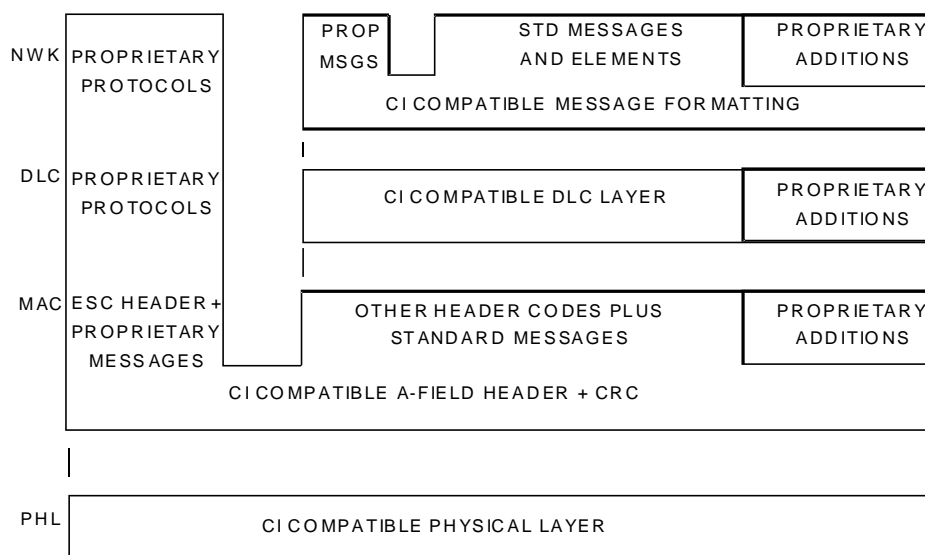 NWK
PROPRIETARY
PROTOCOLS
PROP
MSGS
STD MESSAGES
AND ELEMENTS
PROPRIETARY
ADDITIONS
CI COMPATIBLE MESSAGE FORMATTING
DLC
PROPRIETARY
PROTOCOLS
CI COMPATIBLE DLC LAYER
PROPRIETARY
ADDITIONS
MAC
ESC HEADER +
PROPRIETARY
MESSAGES
OTHER HEADER CODES PLUS
STANDARD MESSAGES
PROPRIETARY
ADDITIONS
CI COMPATIBLE A-FIELD HEADER + CRC
PHL
CI COMPATIBLE PHYSICAL LAYER